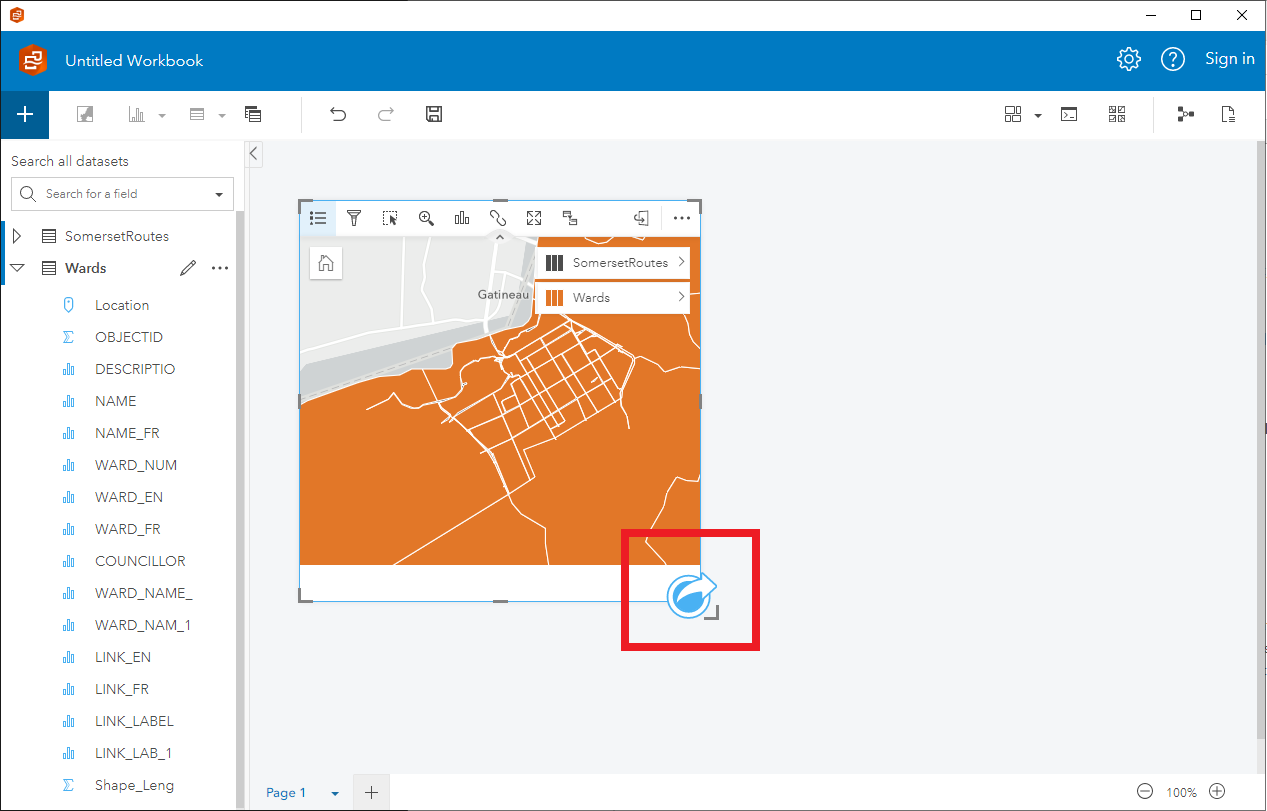 Untitled Workbook
Sign in
Search all datasets
Search for a field
SomersetRoutes
Wards
Location
OBJECTID
DESCRIPTIO
NAME
NAME_FR
WARD_NUM
WARD_EN
WARD_FR
COUNCILLOR
WARD_NAME_
WARD_NAM_1
LINK_EN
LINK_FR
LINK_LABEL
LINK_LAB_1
Shape_Leng
SomersetRoutes
Gatineau
Wards
Page 1
100%